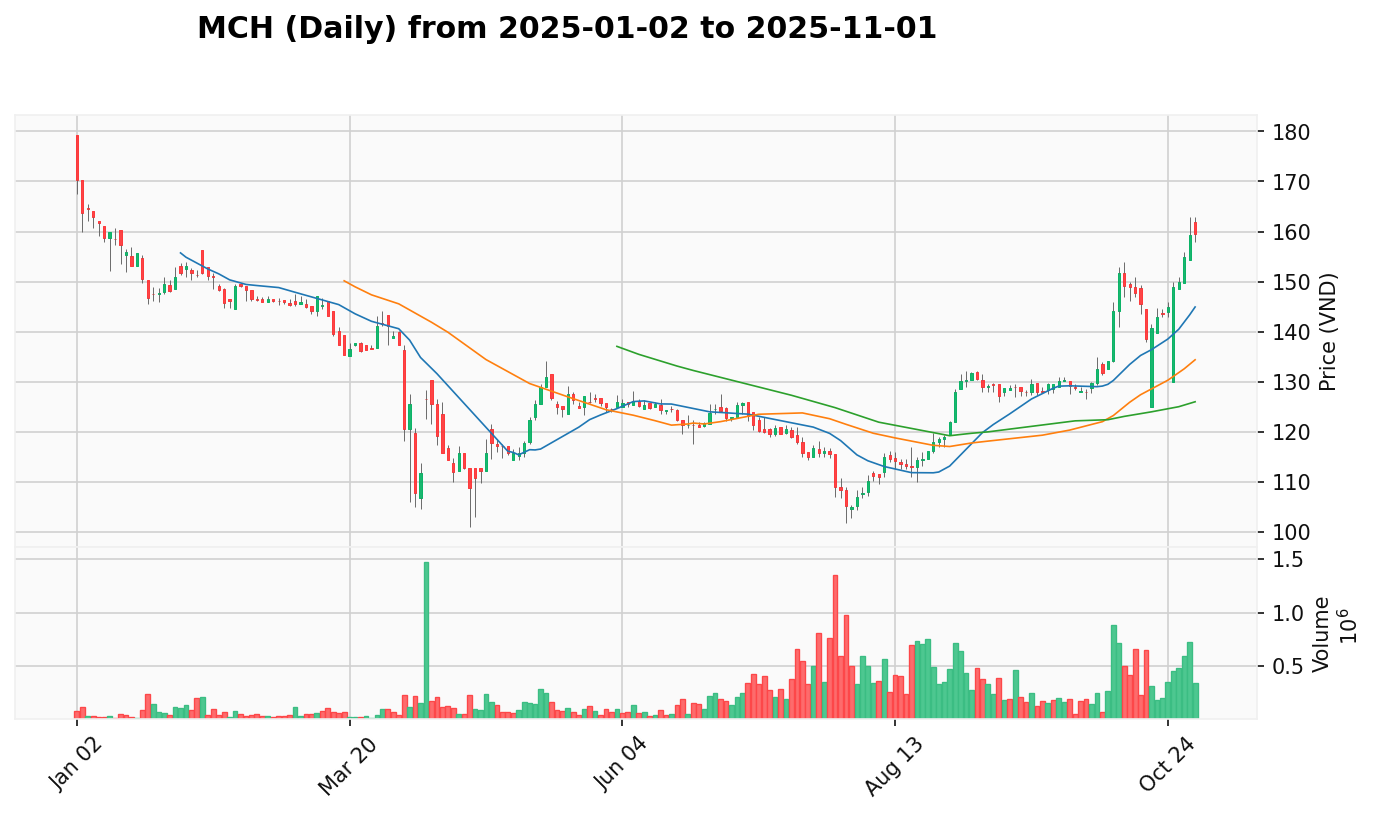 MCH (Daily) from 2025-01-02 to 2025-11-01
180
170
160
150
140
130
120
110
100
Price (VND)
1.5
1.0
0.5
Volume
10⁶
Jan 02
Mar 20
Jun 04
Aug 13
Oct 24